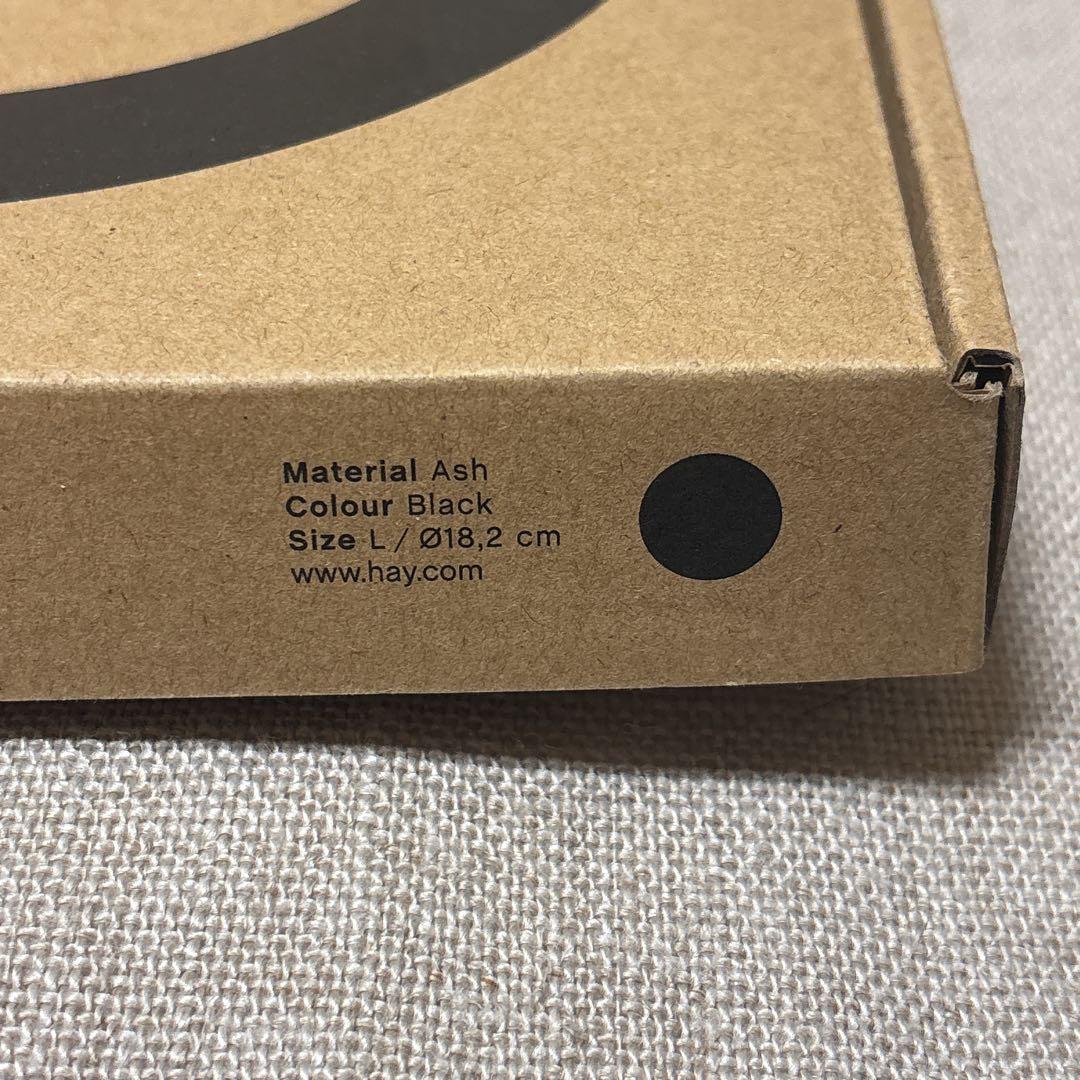 Material Ash
Colour Black
Size L / Ø18,2 cm
www.hay.com